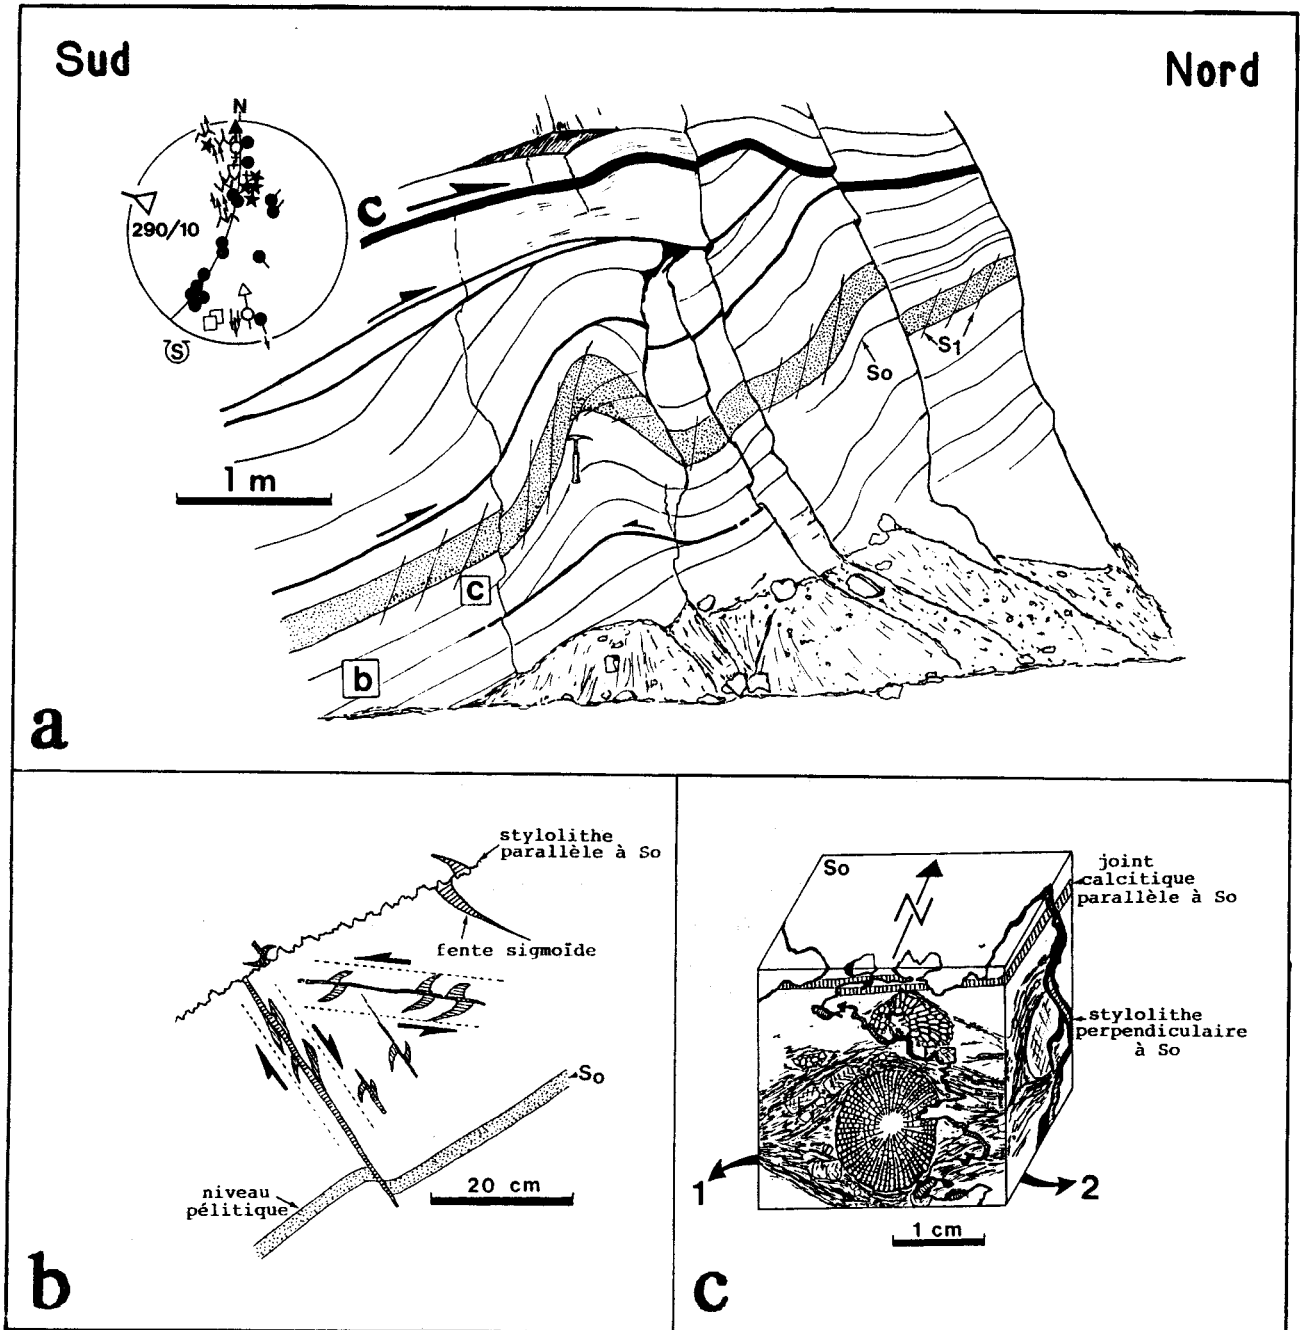 Sud
Nord
N
290/10
S
C
1 m
So
S1
c
b
a
stylolithe
parallèle à So
fente sigmoïde
So
niveau
pélitique
20 cm
b
So
N
joint
calcitique
parallèle à So
stylolithe
perpendiculaire
à So
1
2
1 cm
c